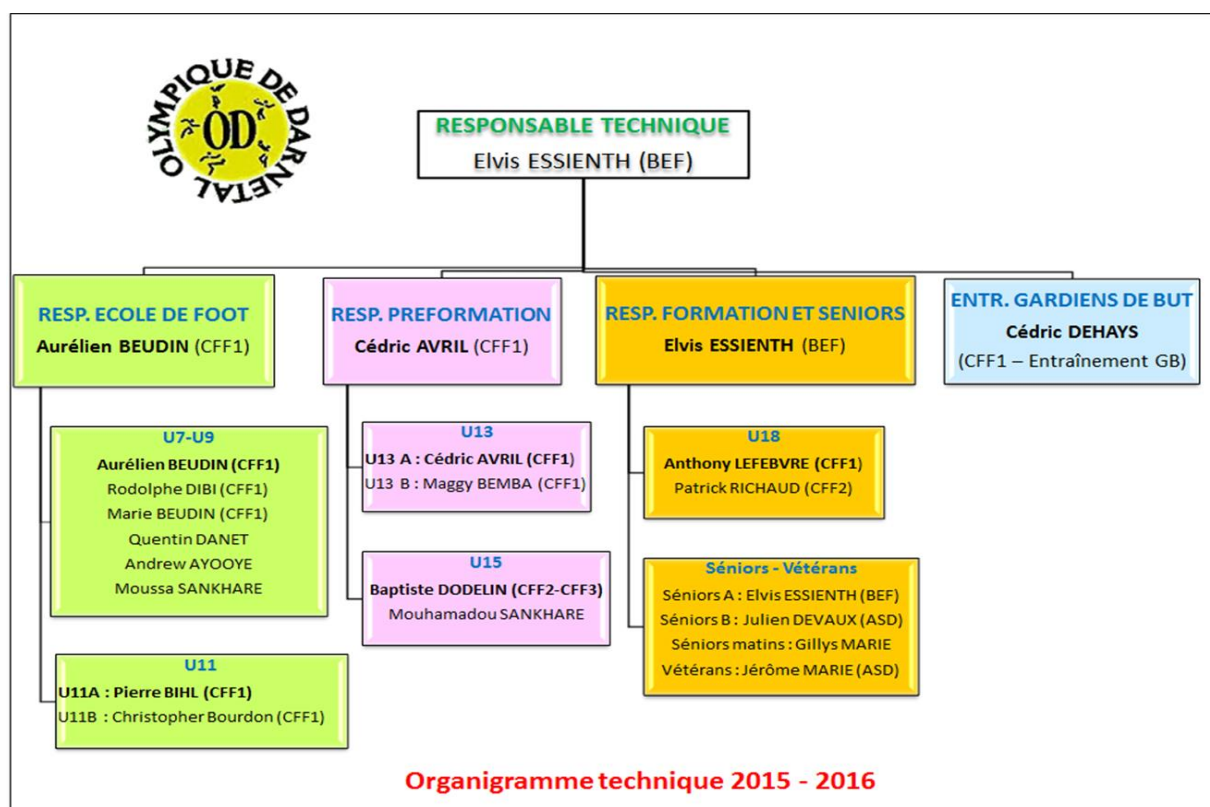 OLYMPIQUE DE DARNETAL
OD
RESPONSABLE TECHNIQUE
Elvis ESSIENTH (BEF)
RESP. ECOLE DE FOOT
Aurélien BEUDIN (CFF1)
RESP. PREFORMATION
Cédric AVRIL (CFF1)
RESP. FORMATION ET SENIORS
Elvis ESSIENTH (BEF)
ENTR. GARDIENS DE BUT
Cédric DEHAYS
(CFF1 – Entraînement GB)
U7-U9
Aurélien BEUDIN (CFF1)
Rodolphe DIBI (CFF1)
Marie BEUDIN (CFF1)
Quentin DANET
Andrew AYOOYE
Moussa SANKHARE
U11
U11A : Pierre BIHL (CFF1)
U11B : Christopher Bourdon (CFF1)
U13
U13 A : Cédric AVRIL (CFF1)
U13 B : Maggy BEMBA (CFF1)
U15
Baptiste DODELIN (CFF2-CFF3)
Mouhamadou SANKHARE
U18
Anthony LEFEBVRE (CFF1)
Patrick RICHAUD (CFF2)
Séniors - Vétérans
Séniors A : Elvis ESSIENTH (BEF)
Séniors B : Julien DEVAUX (ASD)
Séniors matins : Gillys MARIE
Vétérans : Jérôme MARIE (ASD)
Organigramme technique 2015 - 2016